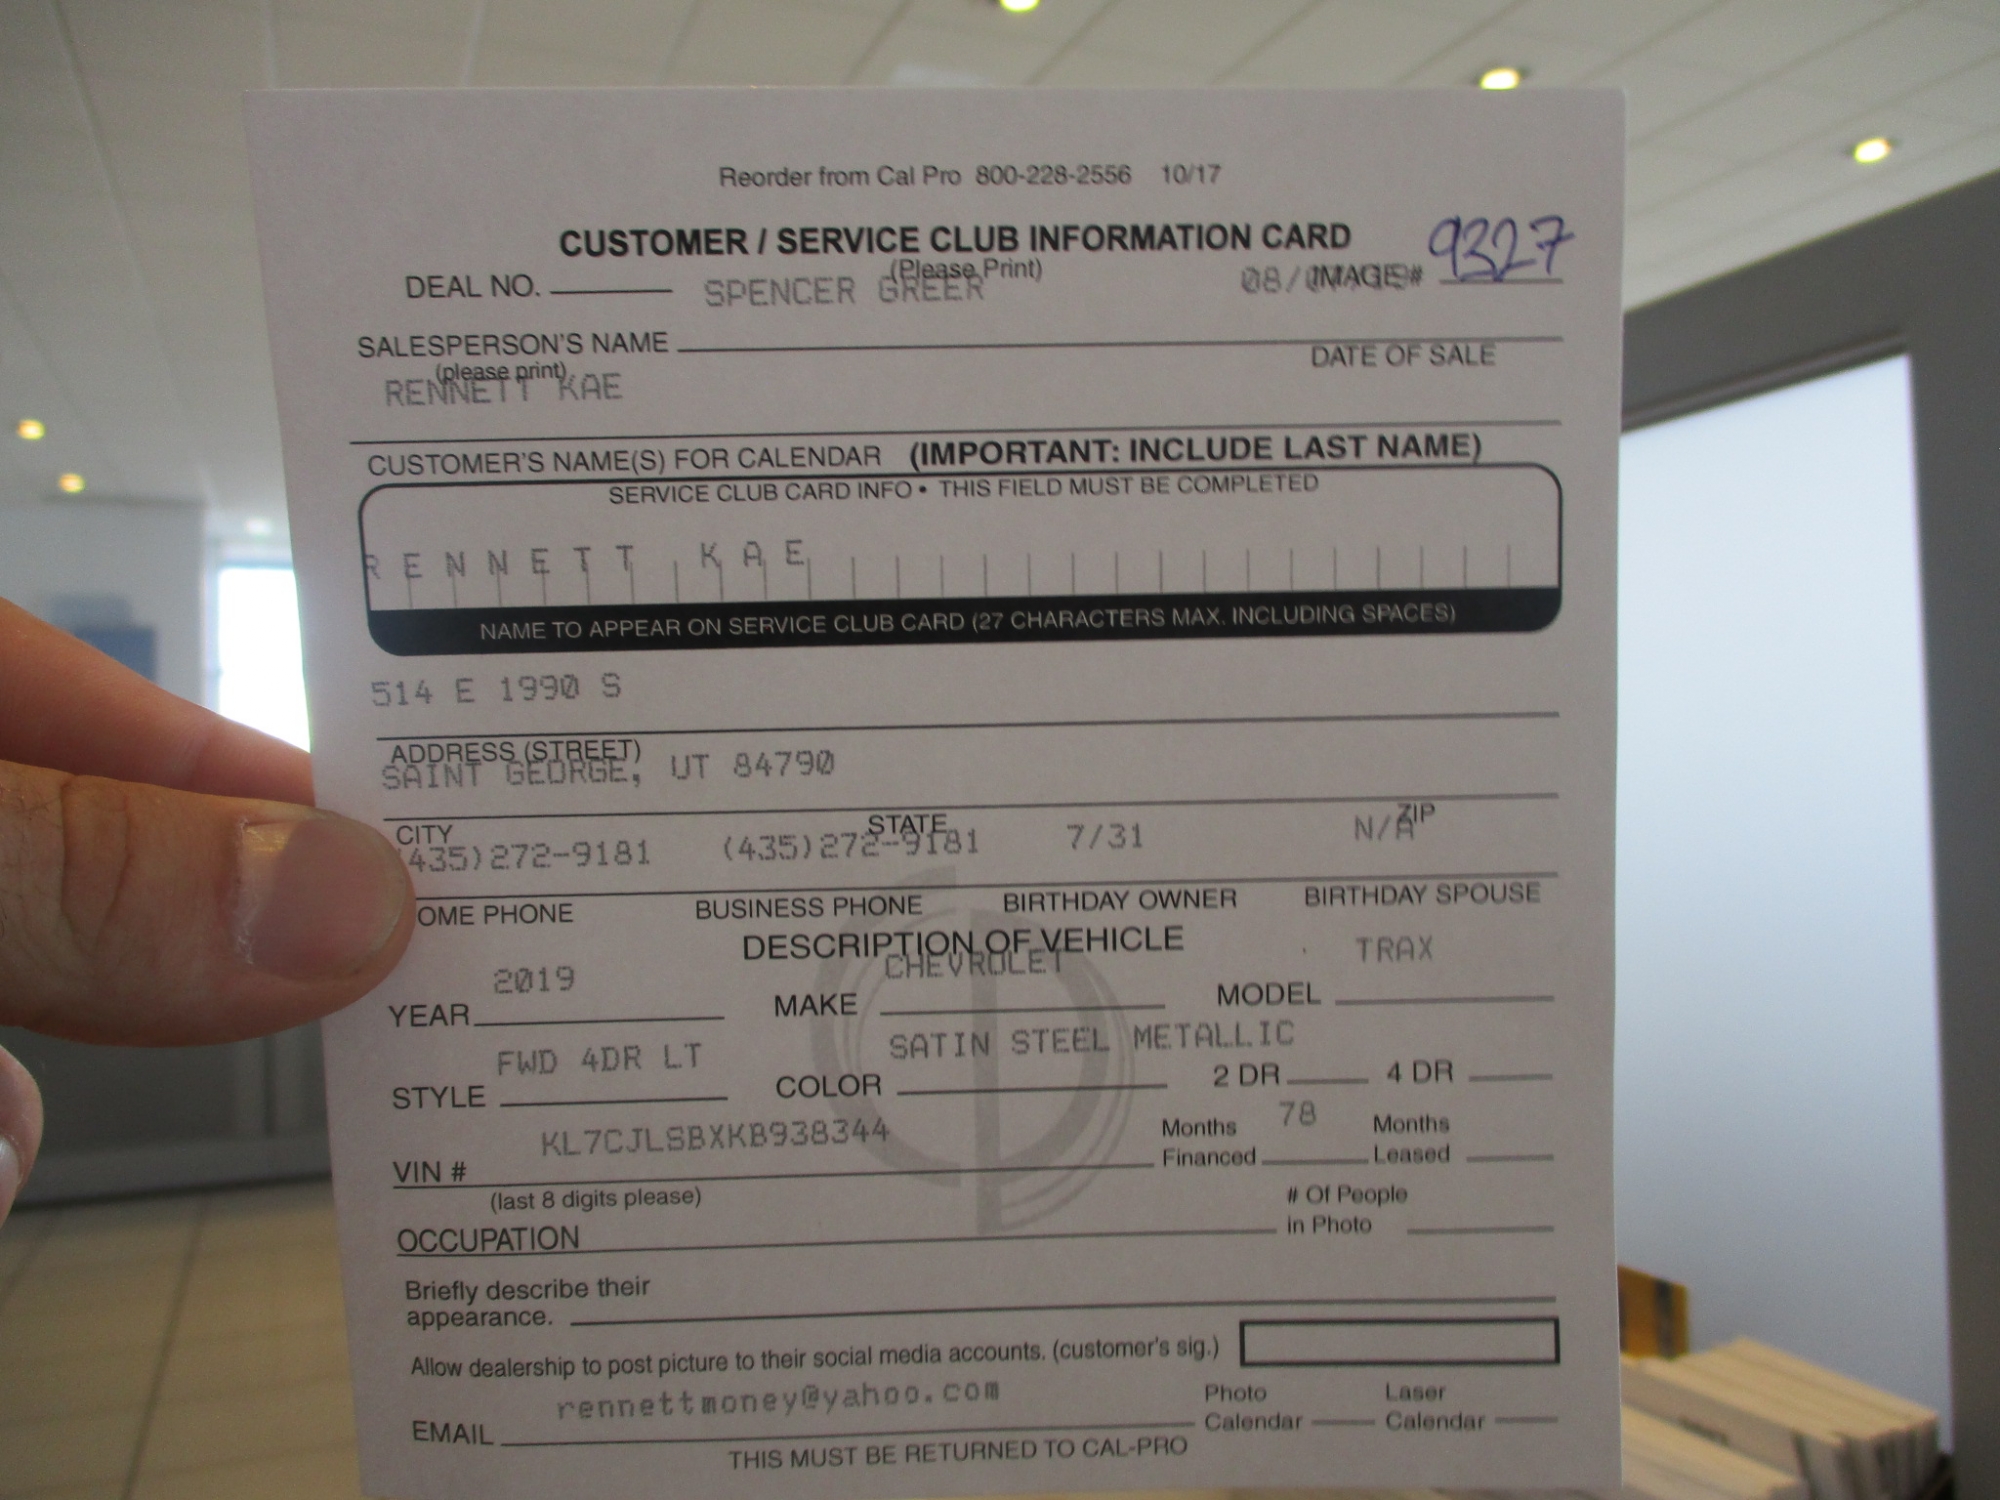 Reorder from Cal Pro 800-228-2556 10/17
CUSTOMER / SERVICE CLUB INFORMATION CARD
(Please Print)
DEAL NO. SPENCER GREER 08/ IMAGE# 9327
SALESPERSON'S NAME
(please print)
DATE OF SALE
RENNETT KAE
CUSTOMER'S NAME(S) FOR CALENDAR (IMPORTANT: INCLUDE LAST NAME)
SERVICE CLUB CARD INFO • THIS FIELD MUST BE COMPLETED
RENNETT KAE
NAME TO APPEAR ON SERVICE CLUB CARD (27 CHARACTERS MAX. INCLUDING SPACES)
514 E 1990 S
ADDRESS (STREET)
SAINT GEORGE, UT 84790
CITY STATE ZIP
(435)272-9181 (435)272-9181 7/31 N/A
OME PHONE BUSINESS PHONE BIRTHDAY OWNER BIRTHDAY SPOUSE
DESCRIPTION OF VEHICLE
2019 CHEVROLET TRAX
YEAR MAKE MODEL
FWD 4DR LT SATIN STEEL METALLIC
STYLE COLOR 2 DR 4 DR
KL7CJLSBXKB938344 78
VIN # Months Financed Months Leased
(last 8 digits please)
OCCUPATION # Of People in Photo
Briefly describe their
appearance.
Allow dealership to post picture to their social media accounts. (customer's sig.)
rennettmoney@yahoo.com
EMAIL Photo Calendar Laser Calendar
THIS MUST BE RETURNED TO CAL-PRO